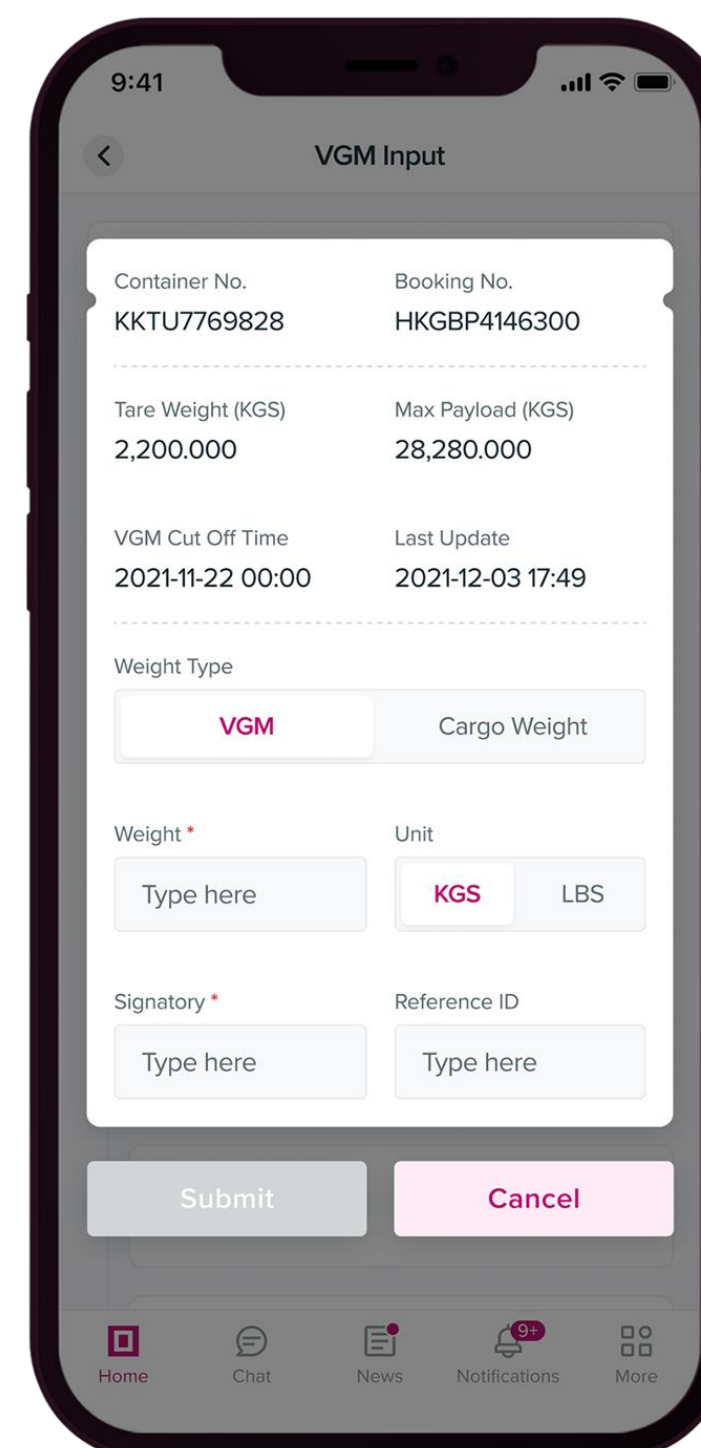 9:41
VGM Input
Container No. Booking No.
KKTU7769828 HKGBP4146300
Tare Weight (KGS) Max Payload (KGS)
2,200.000 28,280.000
VGM Cut Off Time Last Update
2021-11-22 00:00 2021-12-03 17:49
Weight Type
VGM Cargo Weight
Weight * Unit
Type here KGS LBS
Signatory * Reference ID
Type here Type here
Submit Cancel
9+
Home Chat News Notifications More